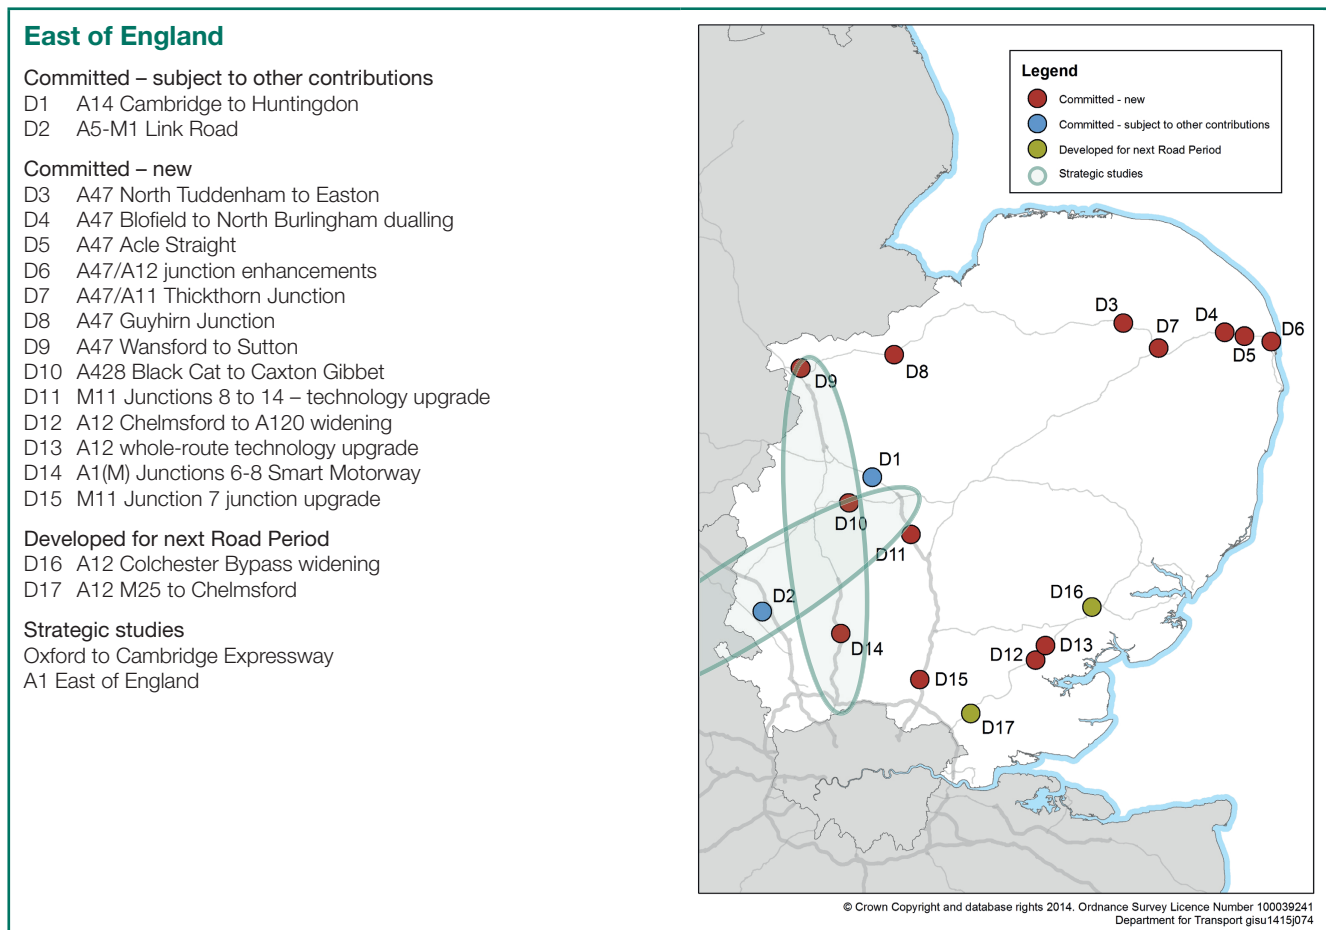 East of England
Committed – subject to other contributions
D1 A14 Cambridge to Huntingdon
D2 A5-M1 Link Road
Committed – new
D3 A47 North Tuddenham to Easton
D4 A47 Blofield to North Burlingham dualling
D5 A47 Acle Straight
D6 A47/A12 junction enhancements
D7 A47/A11 Thickthorn Junction
D8 A47 Guyhirn Junction
D9 A47 Wansford to Sutton
D10 A428 Black Cat to Caxton Gibbet
D11 M11 Junctions 8 to 14 – technology upgrade
D12 A12 Chelmsford to A120 widening
D13 A12 whole-route technology upgrade
D14 A1(M) Junctions 6-8 Smart Motorway
D15 M11 Junction 7 junction upgrade
Developed for next Road Period
D16 A12 Colchester Bypass widening
D17 A12 M25 to Chelmsford
Strategic studies
Oxford to Cambridge Expressway
A1 East of England
Legend
Committed - new
Committed - subject to other contributions
Developed for next Road Period
Strategic studies
D3
D7
D4
D5
D6
D8
D9
D1
D10
D11
D2
D16
D14
D12
D13
D15
D17
© Crown Copyright and database rights 2014. Ordnance Survey Licence Number 100039241
Department for Transport gisu1415j074